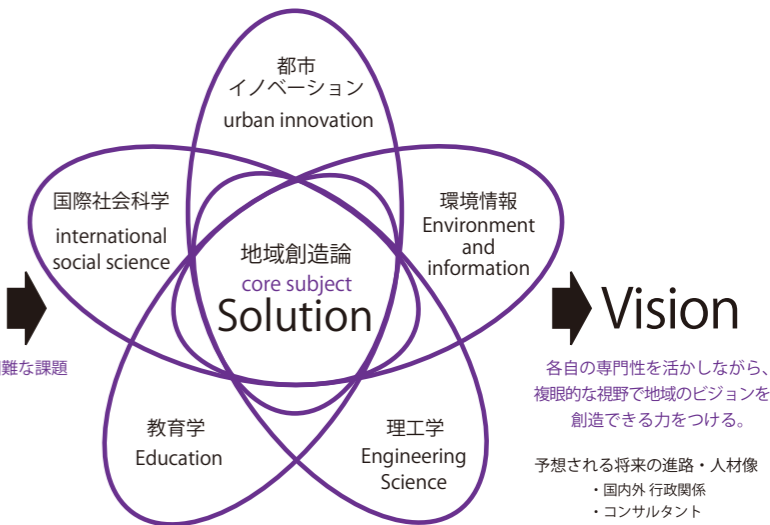 都市
イノベーション
urban innovation
国際社会科学
international
social science
環境情報
Environment
and
information
地域創造論
core subject
Solution
難な課題
教育学
Education
理工学
Engineering
Science
Vision
各自の専門性を活かしながら、
複眼的な視野で地域のビジョンを
創造できる力をつける。
予想される将来の進路・人材像
・国内外 行政関係
・コンサルタント